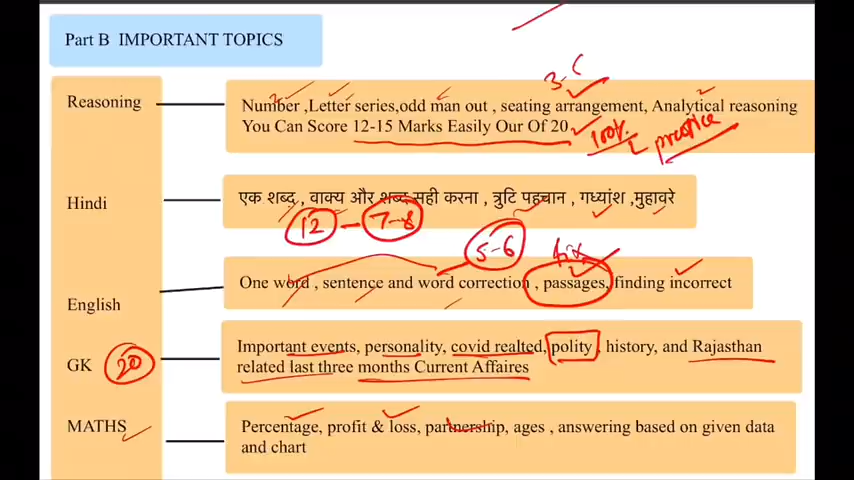 Part B IMPORTANT TOPICS
3-C
Reasoning
Number ,Letter series,odd man out , seating arrangement, Analytical reasoning
You Can Score 12-15 Marks Easily Our Of 20
100%
practice
Hindi
एक शब्द , वाक्य और शब्द सही करना , त्रुटि पहचान , गध्यांश ,मुहावरे
12 - 7-8
5-6
English
One word , sentence and word correction , passages, finding incorrect
GK 20
Important events, personality, covid realted, polity , history, and Rajasthan
related last three months Current Affaires
MATHS
Percentage, profit & loss, partnership, ages , answering based on given data
and chart